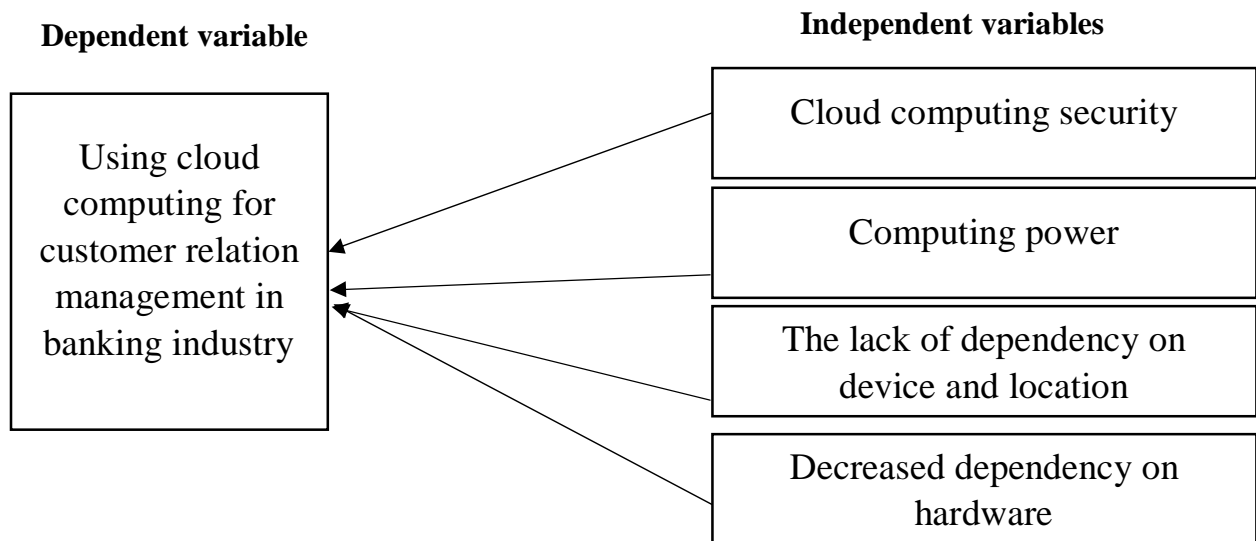 Dependent variable
Independent variables
Using cloud
computing for
customer relation
management in
banking industry
Cloud computing security
Computing power
The lack of dependency on
device and location
Decreased dependency on
hardware